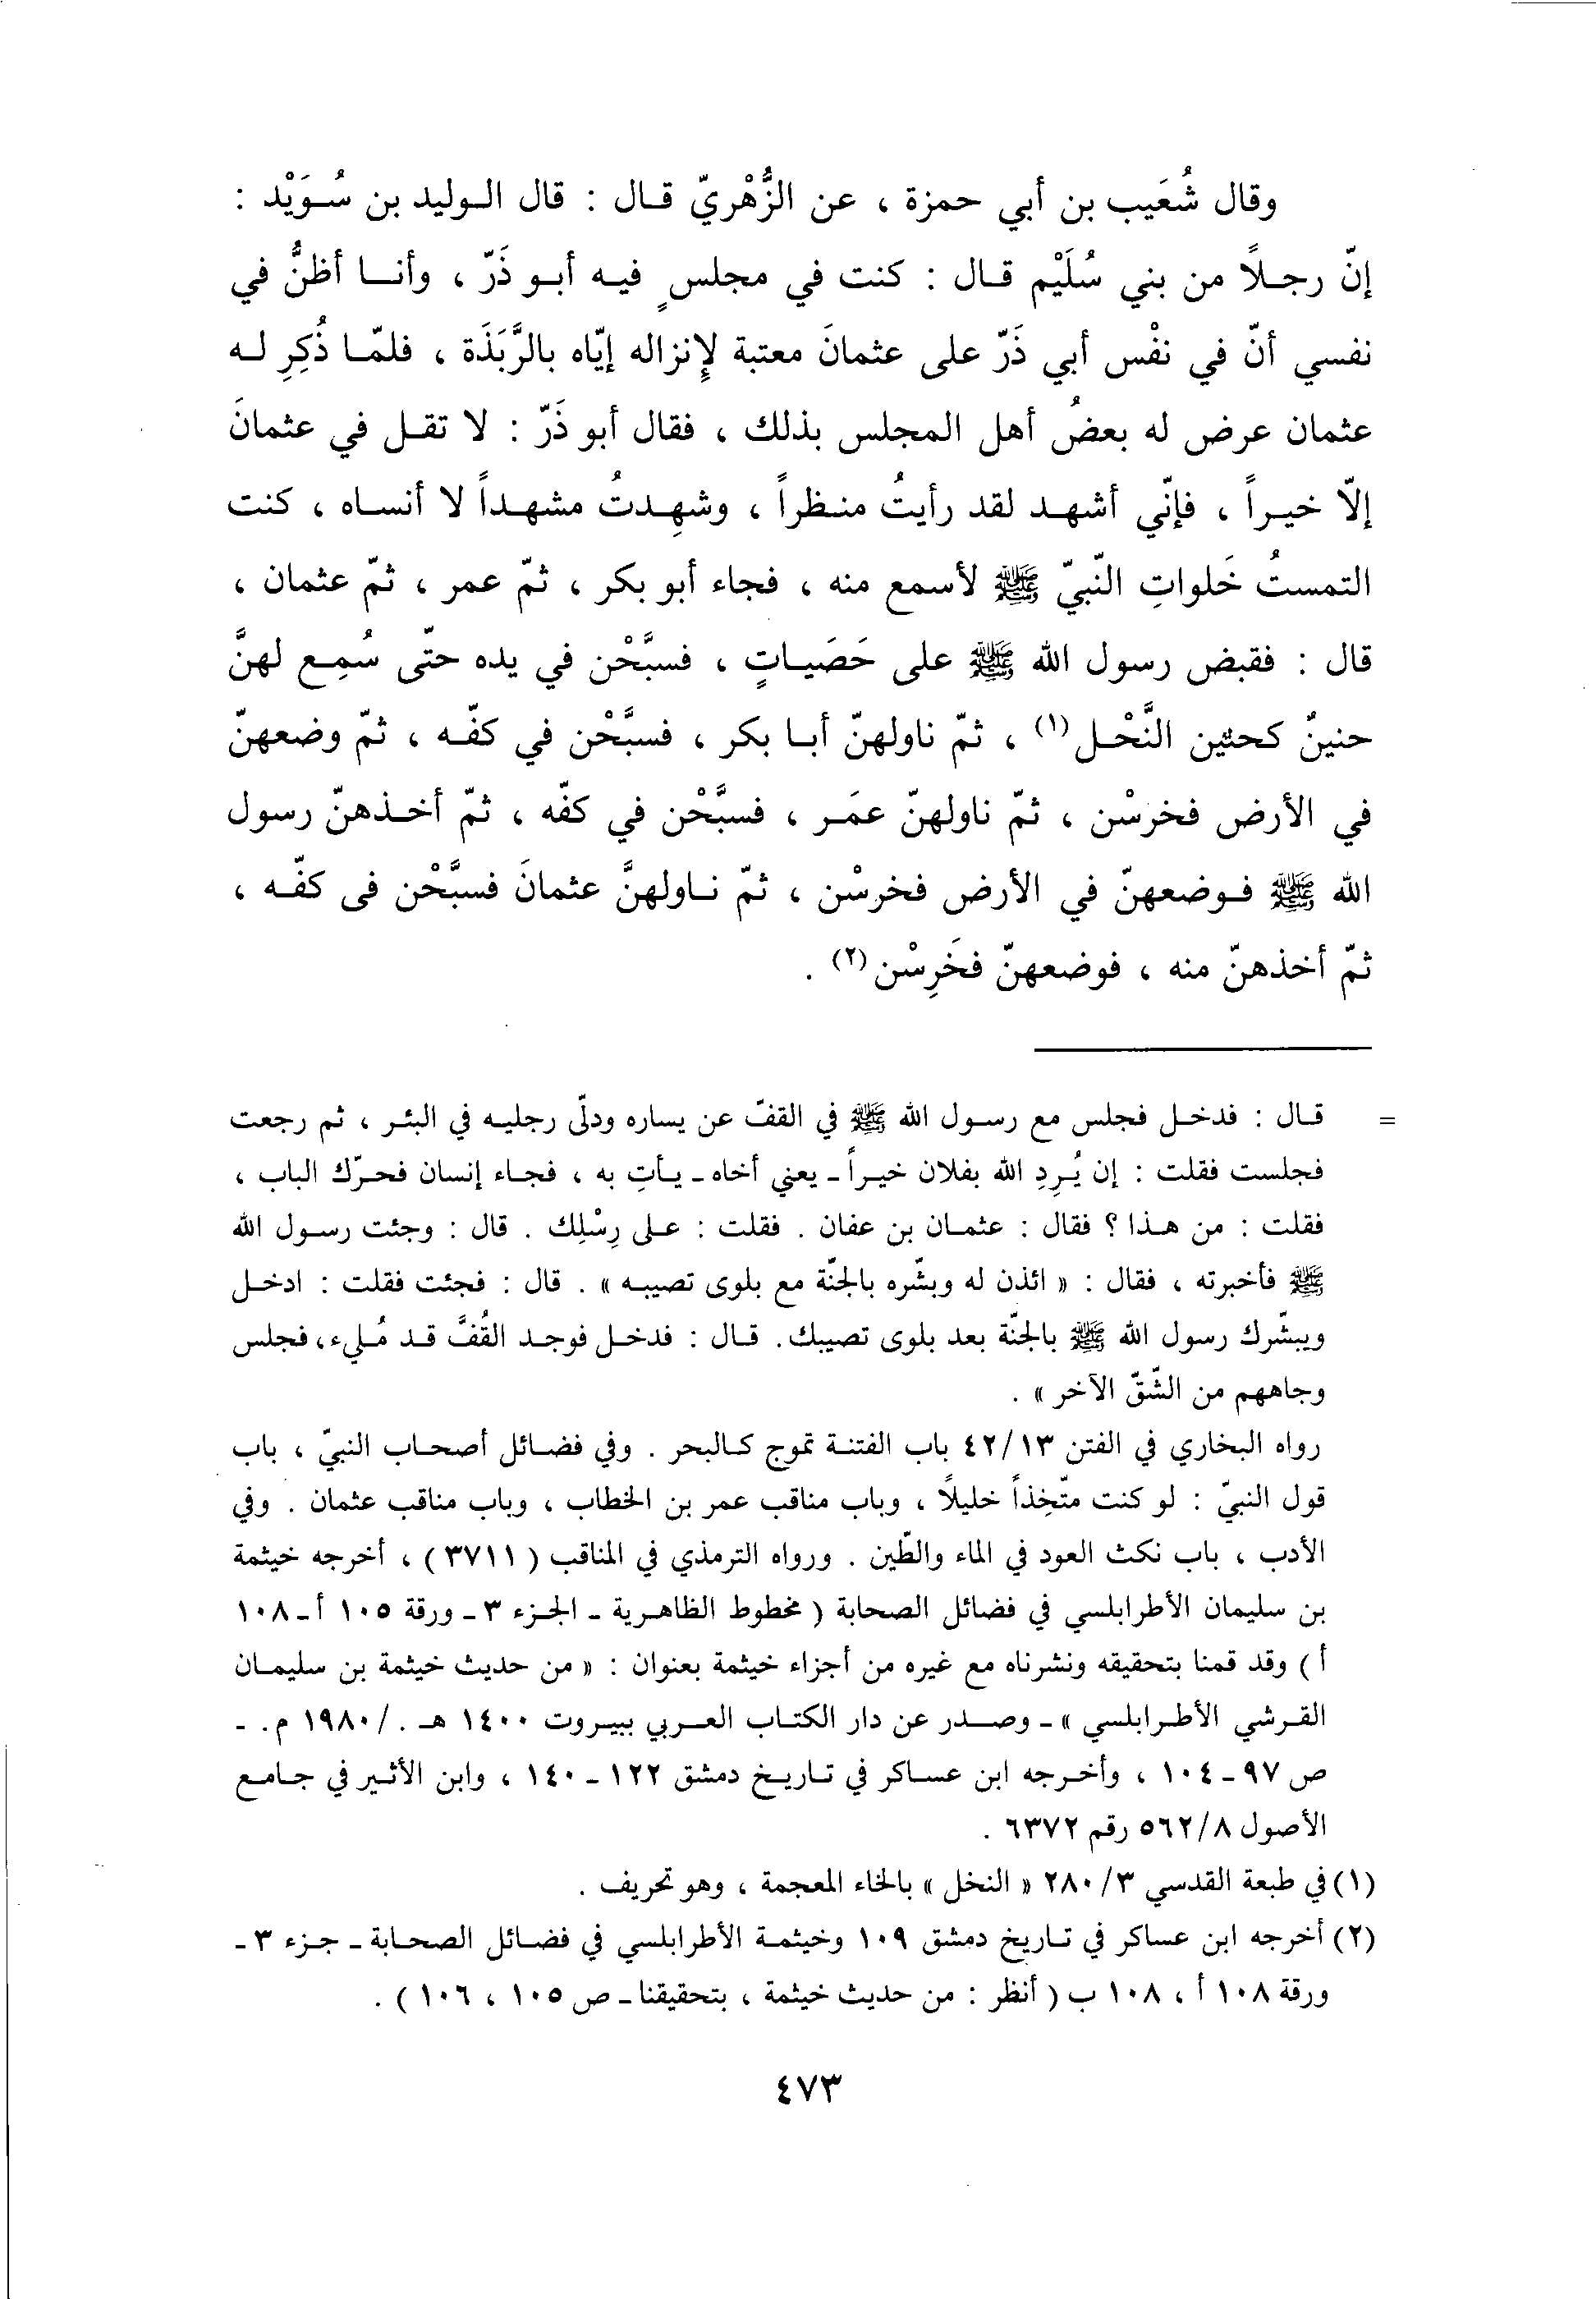 وقال شُعَيب بن أبي حمزة ، عن الزُّهْريّ قال : قال الوليد بن سُوَيْد :
إنّ رجلاً من بني سُلَيْم قال : كنت في مجلسٍ فيه أبو ذَرّ ، وأنا أظنُّ في
نفسي أنّ في نفْس أبي ذَرّ على عثمانَ معتبة لإِنزاله إيّاه بالرَّبَذَة ، فلمّا ذُكِرِ له
عثمان عرض له بعضُ أهل المجلس بذلك ، فقال أبو ذَرّ : لا تقل في عثمانَ
إلاّ خيراً ، فإنّي أشهد لقد رأيتُ منظراً ، وشهِدتُ مشهداً لا أنساه ، كنت
التمستُ خَلواتِ النّبيّ ﷺ لأسمع منه ، فجاء أبو بكر ، ثمّ عمر ، ثمّ عثمان ،
قال : فقبض رسول الله ﷺ على حَصَياتٍ ، فسبَّحْن في يده حتّى سُمِع لهنَّ
حنينٌ كحنين النَّحْل (١) ، ثمّ ناولهنّ أبا بكر ، فسبَّحْن في كفّه ، ثمّ وضعهنّ
في الأرض فخرسْن ، ثمّ ناولهنّ عمَر ، فسبَّحْن في كفّه ، ثمّ أخذهنّ رسول
الله ﷺ فوضعهنّ في الأرض فخرسْن ، ثمّ ناولهنَّ عثمانَ فسبَّحْن فى كفّه ،
ثمّ أخذهنّ منه ، فوضعهنّ فخَرِسْن (٢) .
= قال : فدخل فجلس مع رسول الله ﷺ في القفّ عن يساره ودلّى رجليه في البئر ، ثم رجعت
فجلست فقلت : إن يُرِدِ الله بفلان خيراً ـ يعني أخاه ـ يأتِ به ، فجاء إنسان فحرّك الباب ،
فقلت : من هذا ؟ فقال : عثمان بن عفان . فقلت : على رِسْلِك . قال : وجئت رسول الله
ﷺ فأخبرته ، فقال : « ائذن له وبشّره بالجنّة مع بلوى تصيبه » . قال : فجئت فقلت : ادخل
ويبشّرك رسول الله ﷺ بالجنّة بعد بلوى تصيبك . قال : فدخل فوجد القُفَّ قد مُليء ، فجلس
وجاههم من الشّقّ الآخر » .
رواه البخاري في الفتن ٤٢/١٣ باب الفتنة تموج كالبحر . وفي فضائل أصحاب النبيّ ، باب
قول النبيّ : لو كنت متّخِذاً خليلاً ، وباب مناقب عمر بن الخطاب ، وباب مناقب عثمان . وفي
الأدب ، باب نكث العود في الماء والطّين . ورواه الترمذي في المناقب ( ٣٧١١ ) ، أخرجه خيثمة
بن سليمان الأطرابلسي في فضائل الصحابة ( مخطوط الظاهرية ـ الجزء ٣ ـ ورقة ١٠٥ أ ـ ١٠٨
أ ) وقد قمنا بتحقيقه ونشرناه مع غيره من أجزاء خيثمة بعنوان : « من حديث خيثمة بن سليمان
القرشي الأطرابلسي » ـ وصدر عن دار الكتاب العربي ببيروت ١٤٠٠ هـ ./١٩٨٠ م. ـ
ص ٩٧ ـ ١٠٤ ، وأخرجه ابن عساكر في تاريخ دمشق ١٢٢ ـ ١٤٠ ، وابن الأثير في جامع
الأصول ٥٦٢/٨ رقم ٦٣٧٢ .
(١) في طبعة القدسي ٢٨٠/٣ « النخل » بالخاء المعجمة ، وهو تحريف .
(٢) أخرجه ابن عساكر في تاريخ دمشق ١٠٩ وخيثمة الأطرابلسي في فضائل الصحابة ـ جزء ٣ ـ
ورقة ١٠٨ أ ، ١٠٨ ب ( أنظر : من حديث خيثمة ، بتحقيقنا ـ ص ١٠٥ ، ١٠٦ ) .
٤٧٣